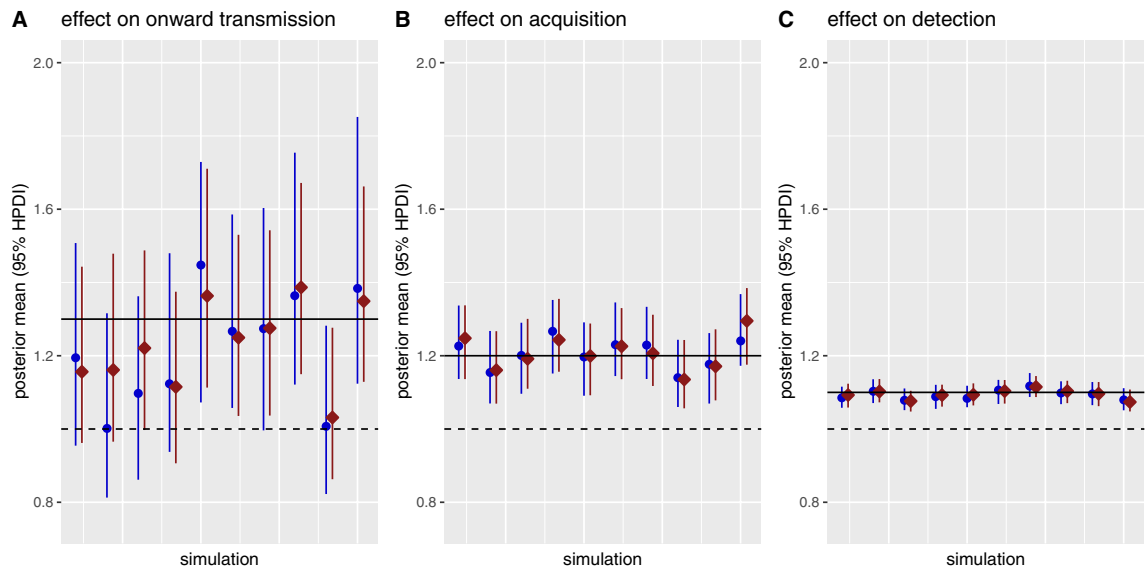 A effect on onward transmission
B effect on acquisition
C effect on detection
posterior mean (95% HPDI)
2.0
1.6
1.2
0.8
simulation
posterior mean (95% HPDI)
2.0
1.6
1.2
0.8
simulation
posterior mean (95% HPDI)
2.0
1.6
1.2
0.8
simulation